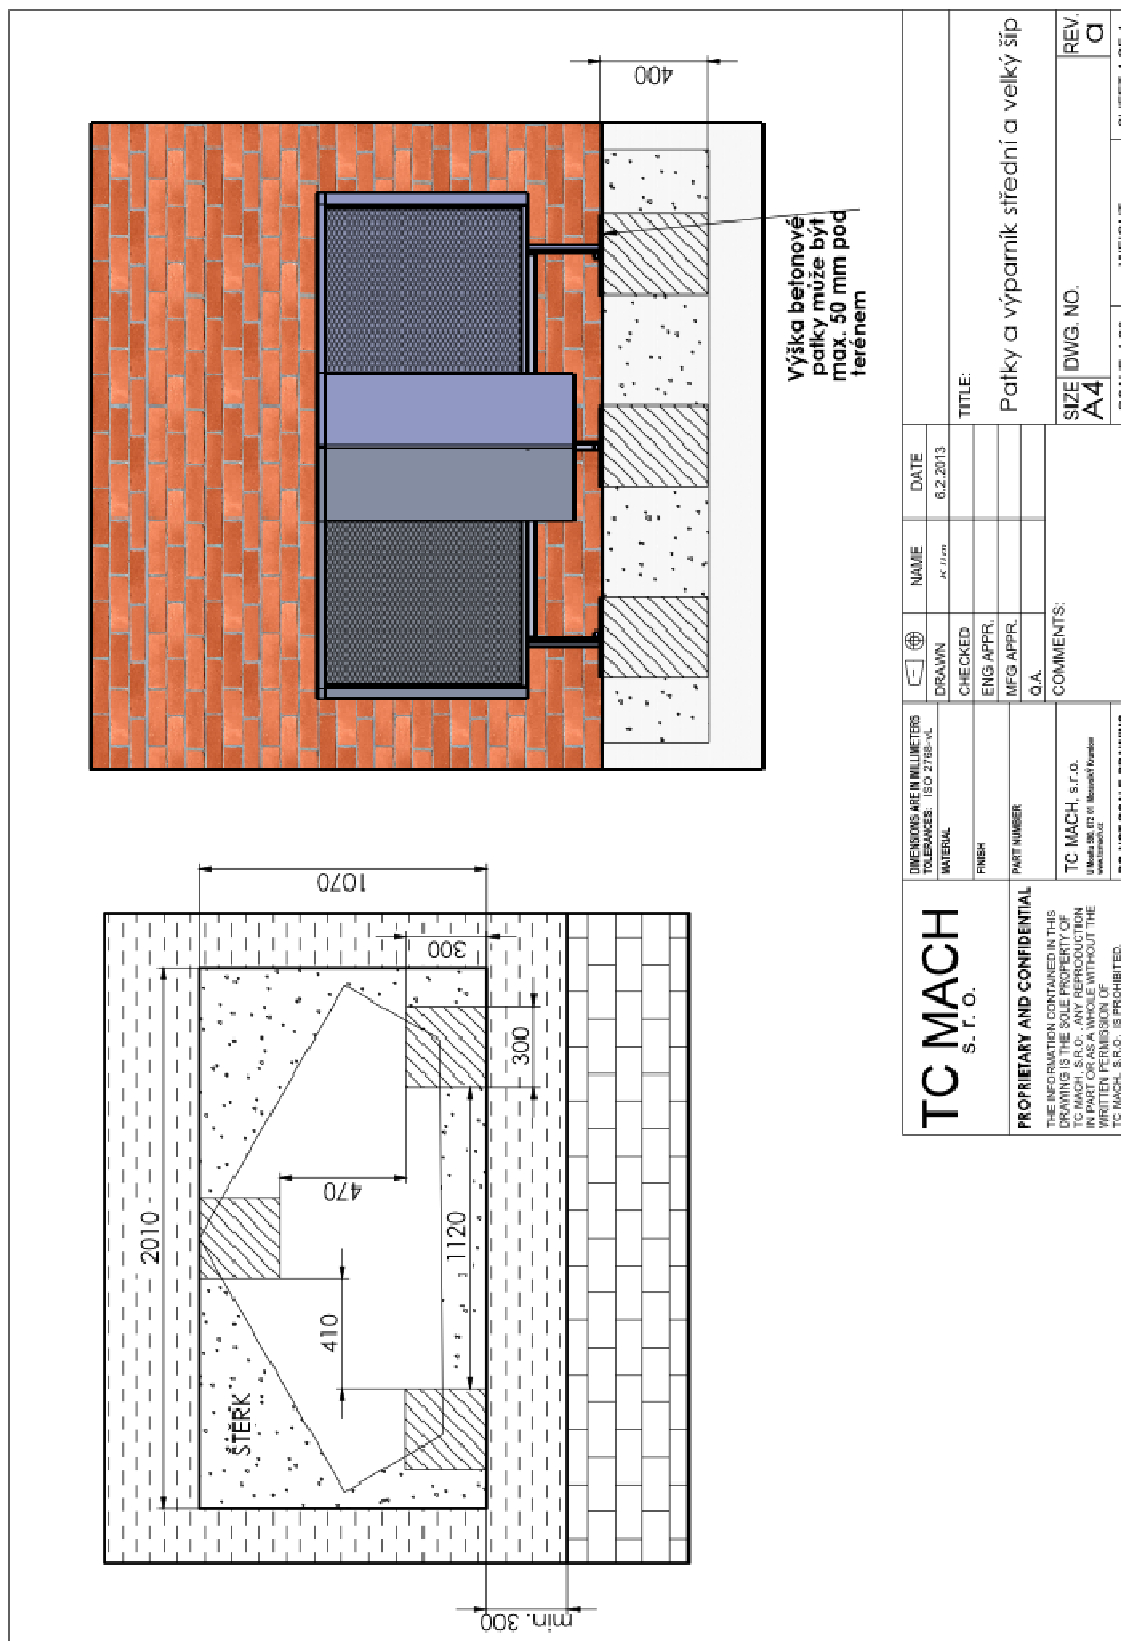 2010
ŠTĚRK
410
1120
470
300
300
1070
min. 300
400
Výška betonové
patky může být
max. 50 mm pod
terénem
TC MACH
s. r. o.
PROPRIETARY AND CONFIDENTIAL
THE INFORMATION CONTAINED IN THIS
DRAWING IS THE SOLE PROPERTY OF
TC MACH, S.R.O. . ANY REPRODUCTION
IN PART OR AS A WHOLE WITHOUT THE
WRITTEN PERMISSION OF
TC MACH, S.R.O. IS PROHIBITED.
DIMENSIONS ARE IN MILLIMETERS
TOLERANCES: ISO 2768-vL
MATERIAL
FINISH
PART NUMBER
TC MACH, s.r.o.
NAME
DATE
DRAWN
6.2.2013
CHECKED
ENG APPR.
MFG APPR.
Q.A.
COMMENTS:
TITLE:
Patky a výparník střední a velký šíp
SIZE
A4
DWG. NO.
REV.
a